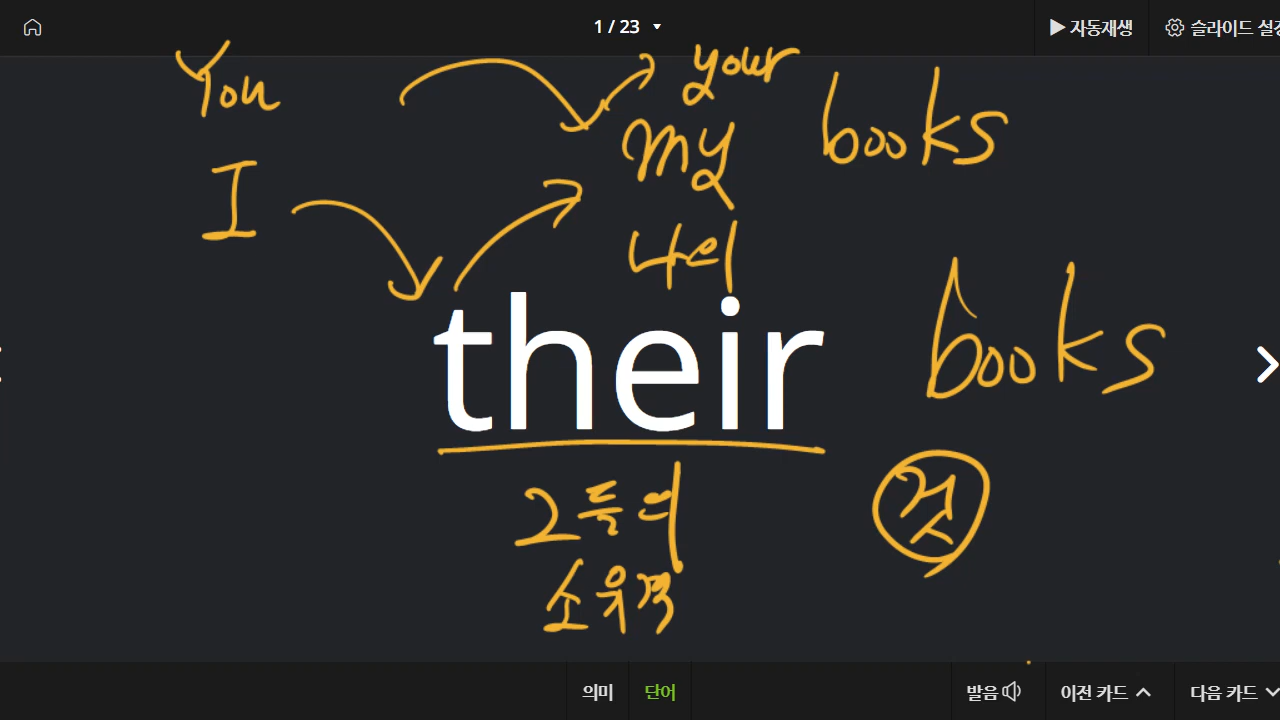 1 / 23
자동재생
슬라이드 설정
You
your
books
I
my
나의
their
books
그들의
것
소유격
의미
단어
발음
이전 카드
다음 카드